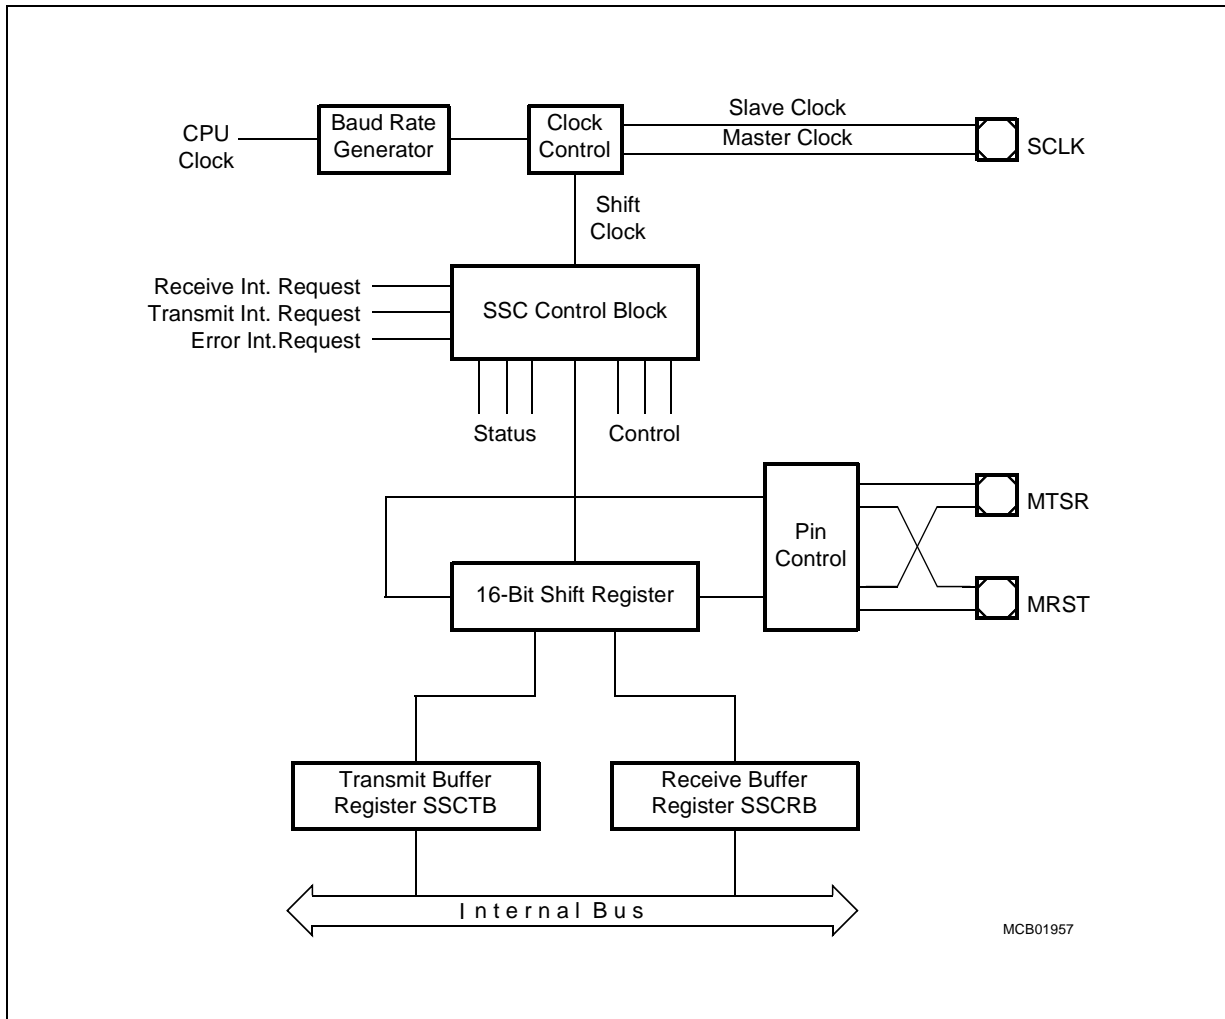 CPU
Clock
Baud Rate
Generator
Clock
Control
Slave Clock
Master Clock
SCLK
Shift
Clock
Receive Int. Request
Transmit Int. Request
Error Int.Request
SSC Control Block
Status
Control
Pin
Control
MTSR
MRST
16-Bit Shift Register
Transmit Buffer
Register SSCTB
Receive Buffer
Register SSCRB
Internal Bus
MCB01957